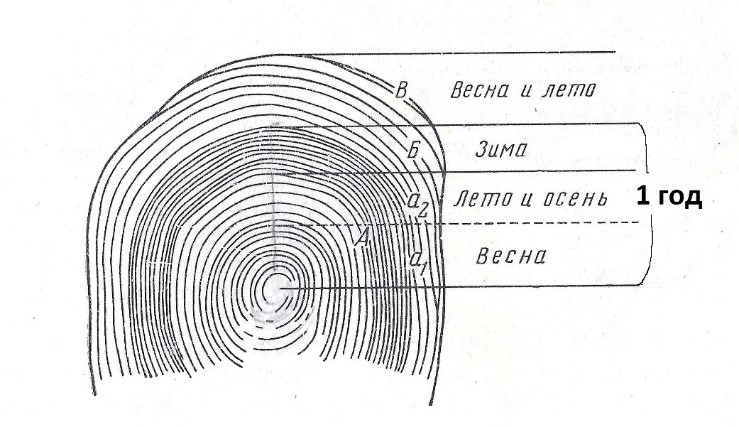 В Весна и лето
Б Зима
а2 Лето и осень 1 год
А
а1 Весна